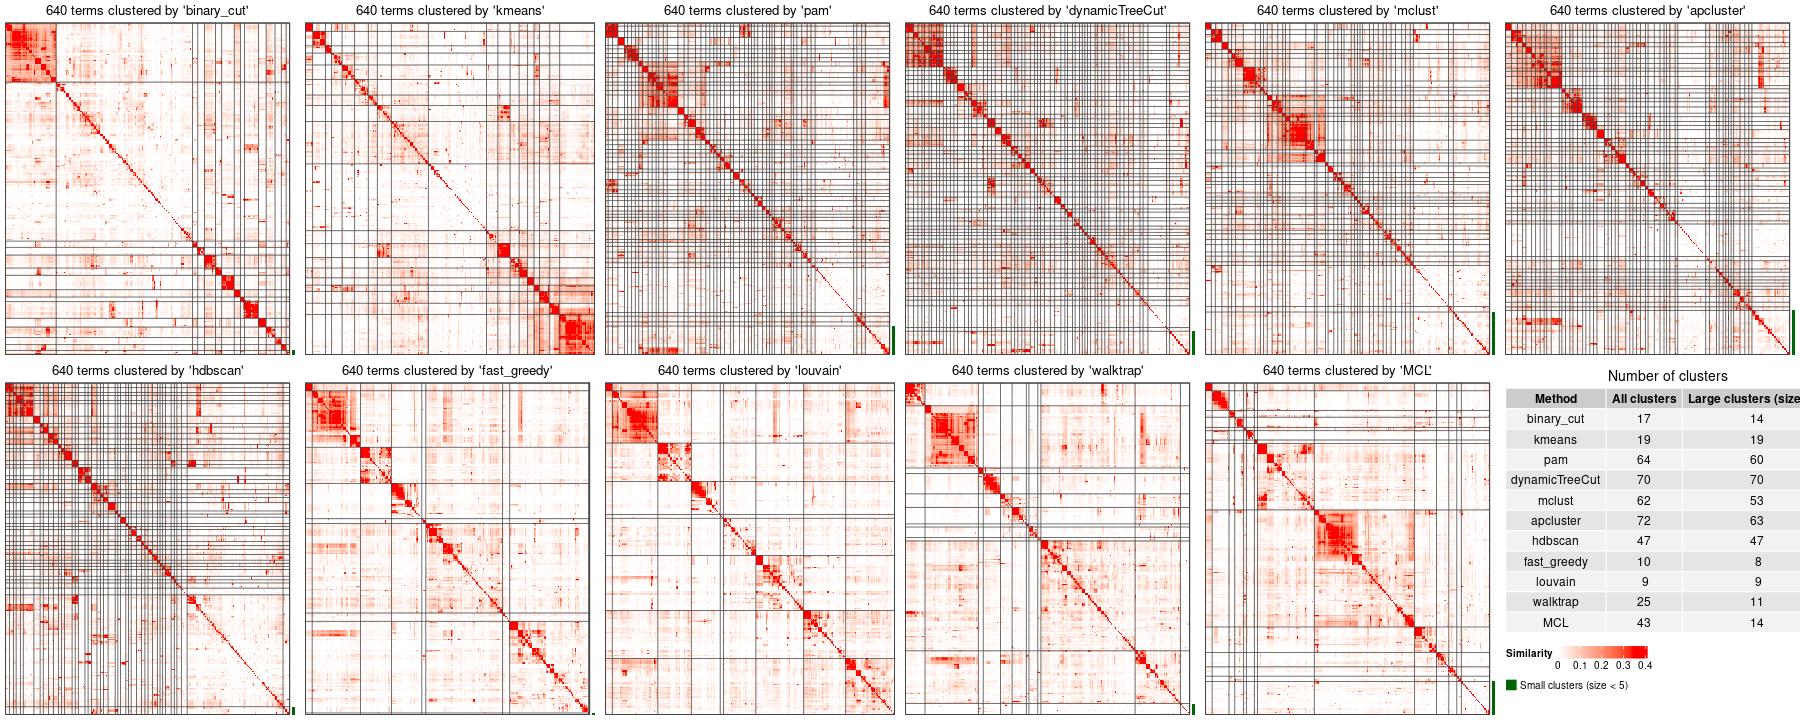 640 terms clustered by 'binary_cut'
640 terms clustered by 'kmeans'
640 terms clustered by 'pam'
640 terms clustered by 'dynamicTreeCut'
640 terms clustered by 'mclust'
640 terms clustered by 'apcluster'
640 terms clustered by 'hdbscan'
640 terms clustered by 'fast_greedy'
640 terms clustered by 'louvain'
640 terms clustered by 'walktrap'
640 terms clustered by 'MCL'
Number of clusters
Method All clusters Large clusters (size
binary_cut 17 14
kmeans 19 19
pam 64 60
dynamicTreeCut 70 70
mclust 62 53
apcluster 72 63
hdbscan 47 47
fast_greedy 10 8
louvain 9 9
walktrap 25 11
MCL 43 14
Similarity
0 0.1 0.2 0.3 0.4
Small clusters (size < 5)